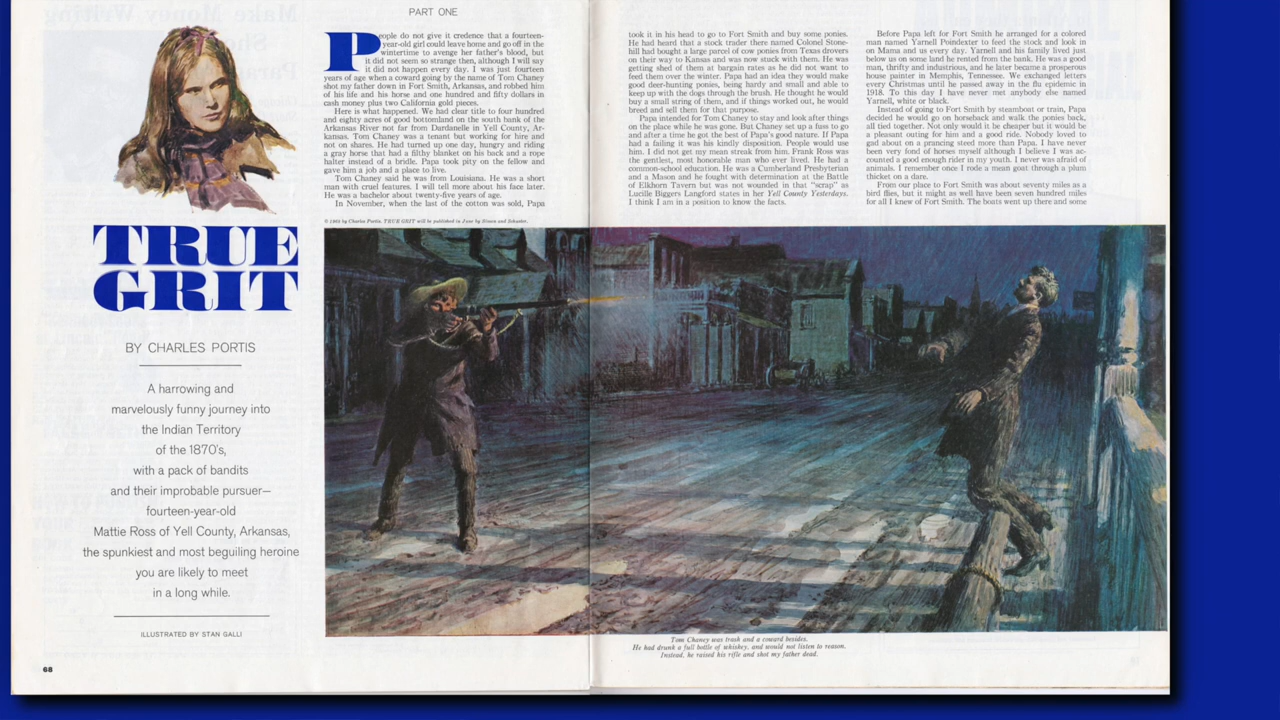 PART ONE
People do not give it credence that a fourteen-
year-old girl could leave home and go off in the
wintertime to avenge her father's blood, but
it did not seem so strange then, although I will say
it did not happen every day. I was just fourteen
years of age when a coward going by the name of Tom Chaney
shot my father down in Fort Smith, Arkansas, and robbed him
of his life and his horse and one hundred and fifty dollars in
cash money plus two California gold pieces.
Here is what happened. We had clear title to four hundred
and eighty acres of good bottomland on the south bank of the
Arkansas River not far from Dardanelle in Yell County, Ar-
kansas. Tom Chaney was a tenant but working for hire and
not on shares. He had turned up one day, hungry and riding
a gray horse that had a filthy blanket on his back and a rope
halter instead of a bridle. Papa took pity on the fellow and
gave him a job and a place to live.
Tom Chaney said he was from Louisiana. He was a short
man with cruel features. I will tell more about his face later.
He was a bachelor about twenty-five years of age.
In November, when the last of the cotton was sold, Papa
took it in his head to go to Fort Smith and buy some ponies.
He had heard that a stock trader there named Colonel Stone-
hill had bought a large parcel of cow ponies from Texas drovers
on their way to Kansas and was now stuck with them. He was
getting shed of them at bargain rates as he did not want to
feed them over the winter. Papa had an idea they would make
good deer-hunting ponies, being hardy and small and able to
keep up with the dogs through the brush. He thought he would
buy a small string of them, and if things worked out, he would
breed and sell them for that purpose.
Papa intended for Tom Chaney to stay and look after things
on the place while he was gone. But Chaney set up a fuss to go
and after a time he got the best of Papa's good nature. If Papa
had a failing it was his kindly disposition. People would use
him. I did not get my mean streak from him. Frank Ross was
the gentlest, most honorable man who ever lived. He had a
common-school education. He was a Cumberland Presbyterian
and a Mason and he fought with determination at the Battle
of Elkhorn Tavern but was not wounded in that "scrap" as
Lucille Biggers Langford states in her Yell County Yesterdays.
I think I am in a position to know the facts.
Before Papa left for Fort Smith he arranged for a colored
man named Yarnell Poindexter to feed the stock and look in
on Mama and us every day. Yarnell and his family lived just
below us on some land he rented from the bank. He was a good
man, thrifty and industrious, and he later became a prosperous
house painter in Memphis, Tennessee. We exchanged letters
every Christmas until he passed away in the flu epidemic in
1918. To this day I have never met anybody else named
Yarnell, white or black.
Instead of going to Fort Smith by steamboat or train, Papa
decided he would go on horseback and walk the ponies back,
all tied together. Not only would it be cheaper but it would be
a pleasant outing for him and a good ride. Nobody loved to
gad about on a prancing steed more than Papa. I have never
been very fond of horses myself although I believe I was ac-
counted a good enough rider in my youth. I never was afraid of
animals. I remember once I rode a mean goat through a plum
thicket on a dare.
From our place to Fort Smith was about seventy miles as a
bird flies, but it might as well have been seven hundred miles
for all I knew of Fort Smith. The boats went up there and some
© 1968 by Charles Portis. TRUE GRIT will be published in June by Simon and Schuster.
TRUE
GRIT
BY CHARLES PORTIS
A harrowing and
marvelously funny journey into
the Indian Territory
of the 1870's,
with a pack of bandits
and their improbable pursuer—
fourteen-year-old
Mattie Ross of Yell County, Arkansas,
the spunkiest and most beguiling heroine
you are likely to meet
in a long while.
ILLUSTRATED BY STAN GALLI
Tom Chaney was trash and a coward besides.
He had drunk a full bottle of whiskey, and would not listen to reason.
Instead, he raised his rifle and shot my father dead.
68